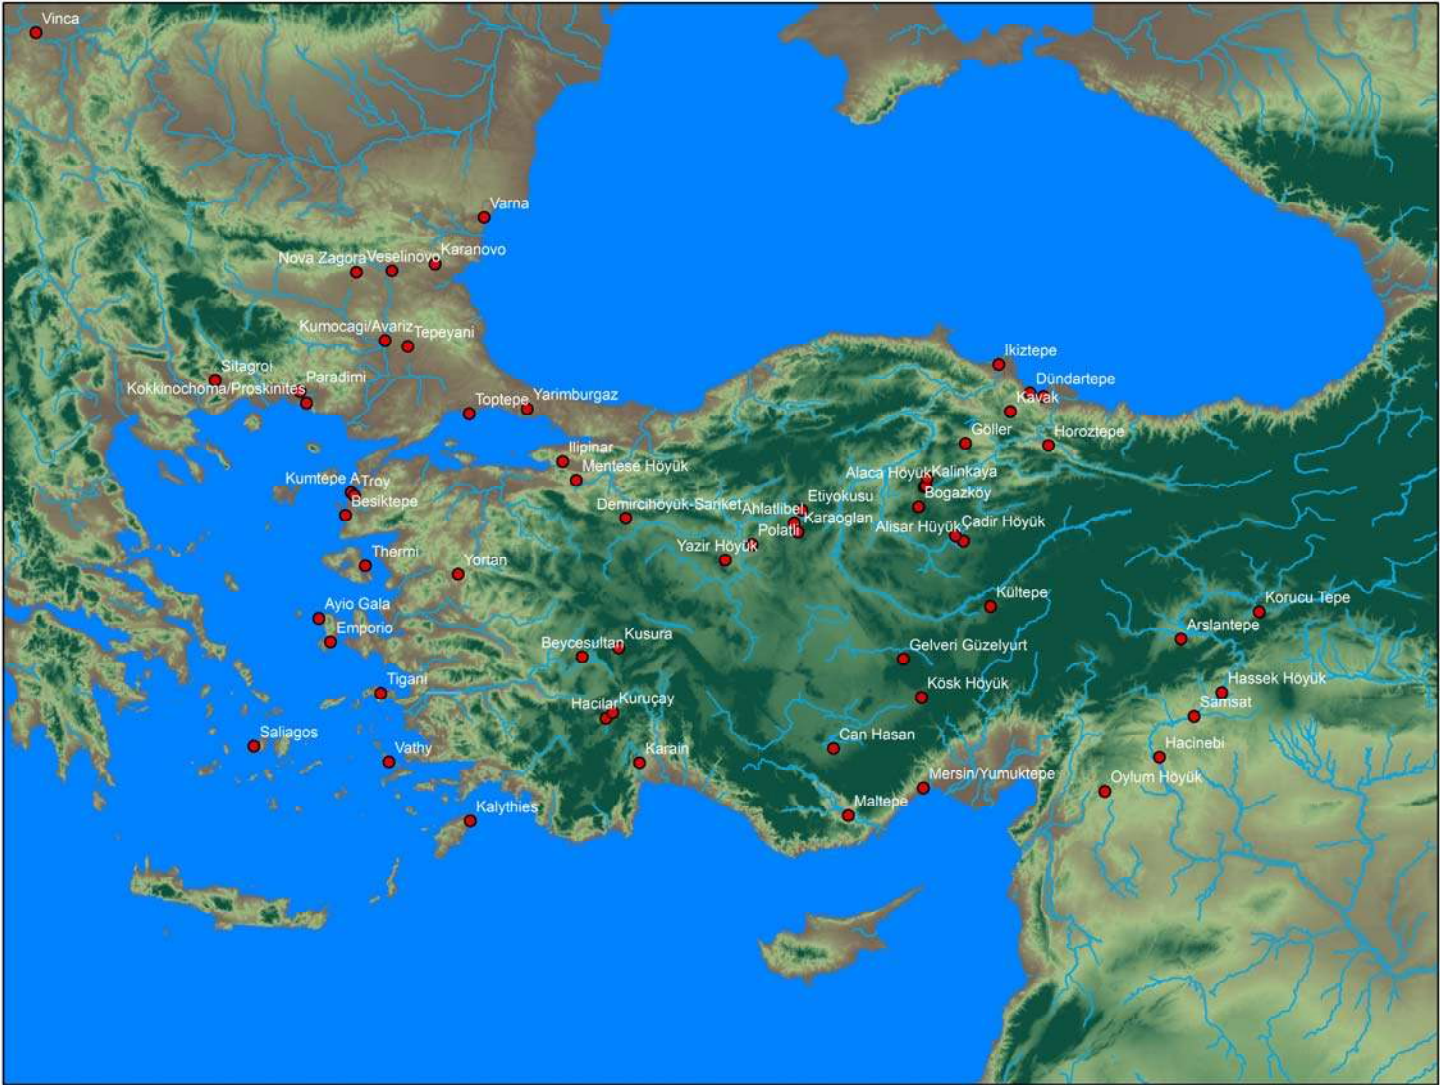 Vinca
Varna
Karanovo
Nova Zagora
Veselinovo
Kumocagi/Avariz
Tepeyani
Ikiztepe
Sitagroi
Paradimi
Dündartepe
Kokkinochoma/Proskinites
Yarimburgaz
Toptepe
Kavak
Göller
Horoztepe
Ilipinar
Mentese Höyük
Alaca Höyük
Kalinkaya
Kumtepe A
Troy
Bogazköy
Etiyokusu
Besiktepe
Demircihöyük-Sariket
Ahlatlibel
Karaoglan
Çadir Höyük
Alisar Hüyük
Polatli
Yazir Höyük
Thermi
Yortan
Kültepe
Korucu Tepe
Ayio Gala
Arslantepe
Emporio
Kusura
Beycesultan
Gelveri Güzelyurt
Tigani
Hassek Höyük
Kösk Höyük
Kuruçay
Hacilar
Samsat
Saliagos
Can Hasan
Hacinebi
Vathy
Karain
Mersin/Yumuktepe
Oylum Höyük
Maltepe
Kalythies